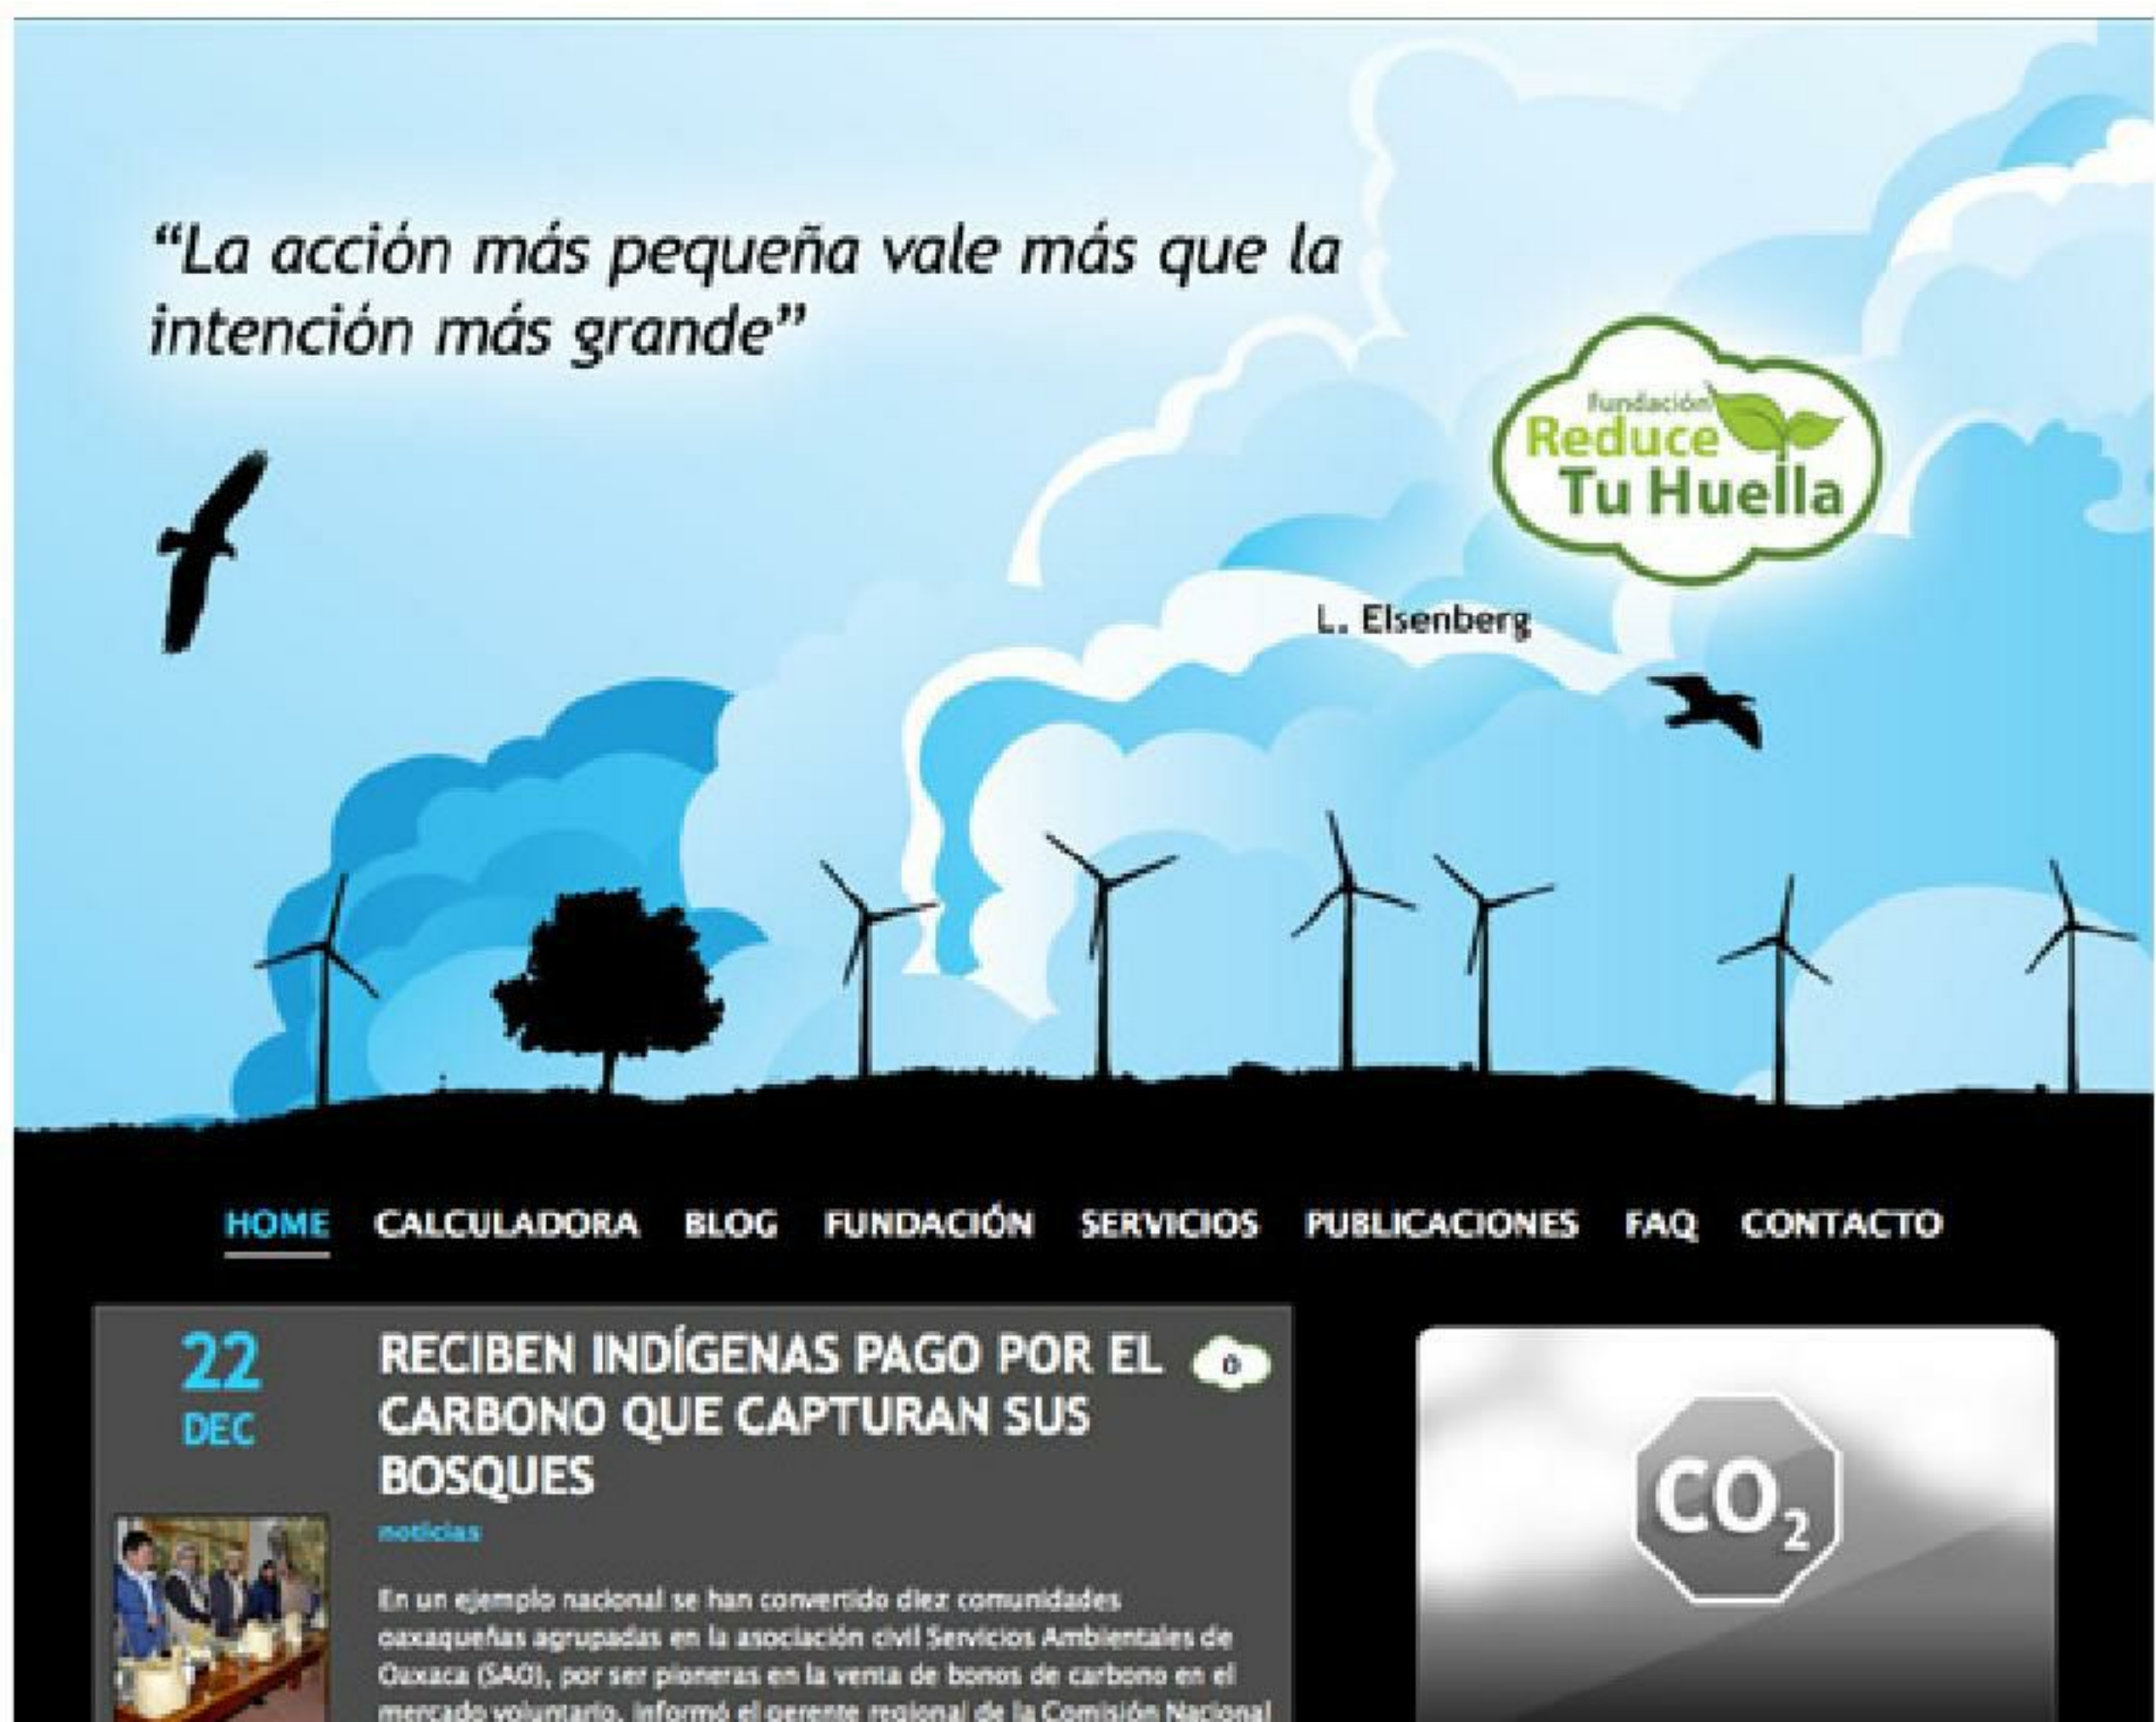 “La acción más pequeña vale más que la
intención más grande”
Fundación
Reduce
Tu Huella
L. Elsenberg
HOME CALCULADORA BLOG FUNDACIÓN SERVICIOS PUBLICACIONES FAQ CONTACTO
22
DEC
RECIBEN INDÍGENAS PAGO POR EL
CARBONO QUE CAPTURAN SUS
BOSQUES
0
noticias
En un ejemplo nacional se han convertido diez comunidades
oaxaqueñas agrupadas en la asociación civil Servicios Ambientales de
Oaxaca (SAO), por ser pioneras en la venta de bonos de carbono en el
mercado voluntario, informó el gerente regional de la Comisión Nacional
CO2